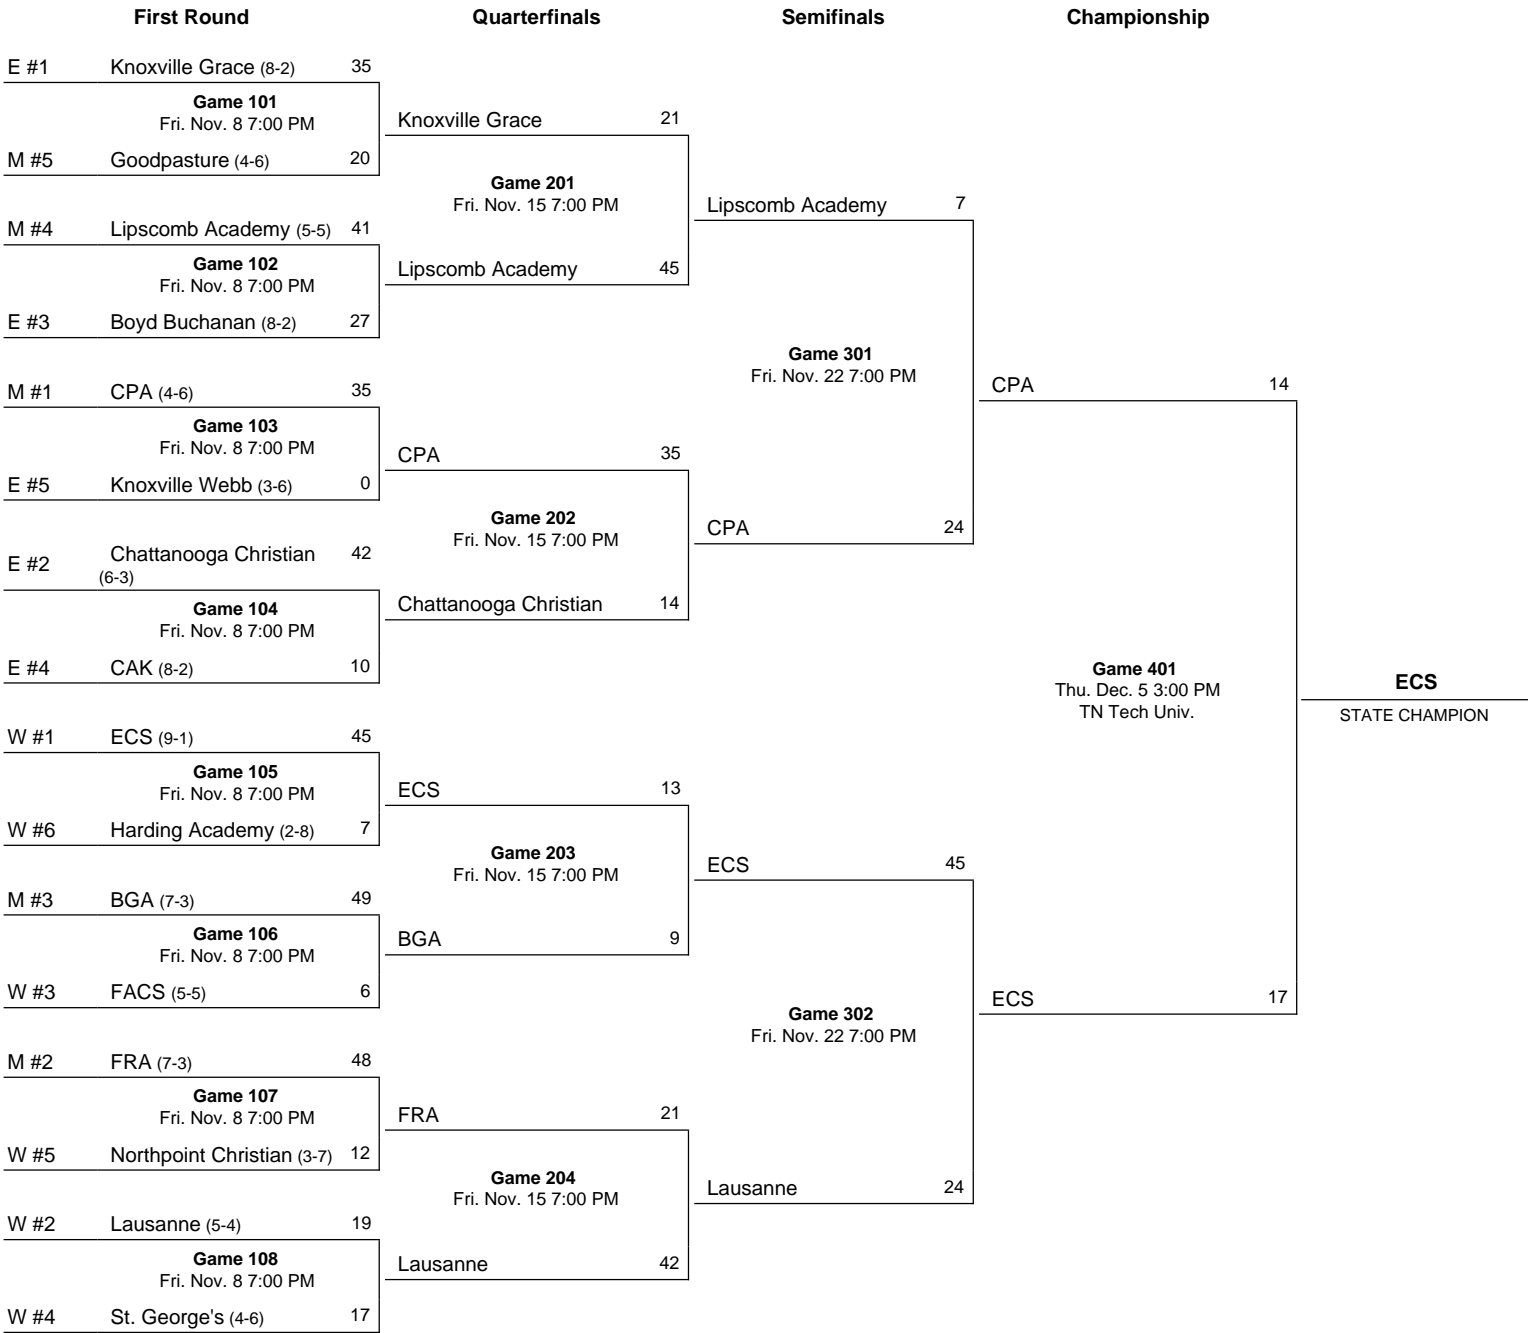 First Round Quarterfinals Semifinals Championship
E #1 Knoxville Grace (8-2) 35
Game 101
Fri. Nov. 8 7:00 PM
M #5 Goodpasture (4-6) 20
M #4 Lipscomb Academy (5-5) 41
Game 102
Fri. Nov. 8 7:00 PM
E #3 Boyd Buchanan (8-2) 27
M #1 CPA (4-6) 35
Game 103
Fri. Nov. 8 7:00 PM
E #5 Knoxville Webb (3-6) 0
E #2 Chattanooga Christian 42
(6-3)
Game 104
Fri. Nov. 8 7:00 PM
E #4 CAK (8-2) 10
W #1 ECS (9-1) 45
Game 105
Fri. Nov. 8 7:00 PM
W #6 Harding Academy (2-8) 7
M #3 BGA (7-3) 49
Game 106
Fri. Nov. 8 7:00 PM
W #3 FACS (5-5) 6
M #2 FRA (7-3) 48
Game 107
Fri. Nov. 8 7:00 PM
W #5 Northpoint Christian (3-7) 12
W #2 Lausanne (5-4) 19
Game 108
Fri. Nov. 8 7:00 PM
W #4 St. George's (4-6) 17
Knoxville Grace 21
Game 201
Fri. Nov. 15 7:00 PM
Lipscomb Academy 45
CPA 35
Game 202
Fri. Nov. 15 7:00 PM
Chattanooga Christian 14
ECS 13
Game 203
Fri. Nov. 15 7:00 PM
BGA 9
FRA 21
Game 204
Fri. Nov. 15 7:00 PM
Lausanne 42
Lipscomb Academy 7
Game 301
Fri. Nov. 22 7:00 PM
CPA 24
ECS 45
Game 302
Fri. Nov. 22 7:00 PM
Lausanne 24
CPA 14
Game 401
Thu. Dec. 5 3:00 PM
TN Tech Univ.
ECS 17
ECS
STATE CHAMPION